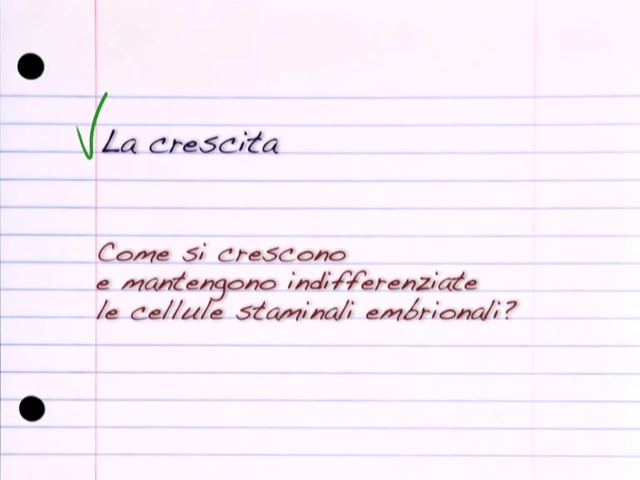 La crescita
Come si crescono
e mantengono indifferenziate
le cellule staminali embrionali?